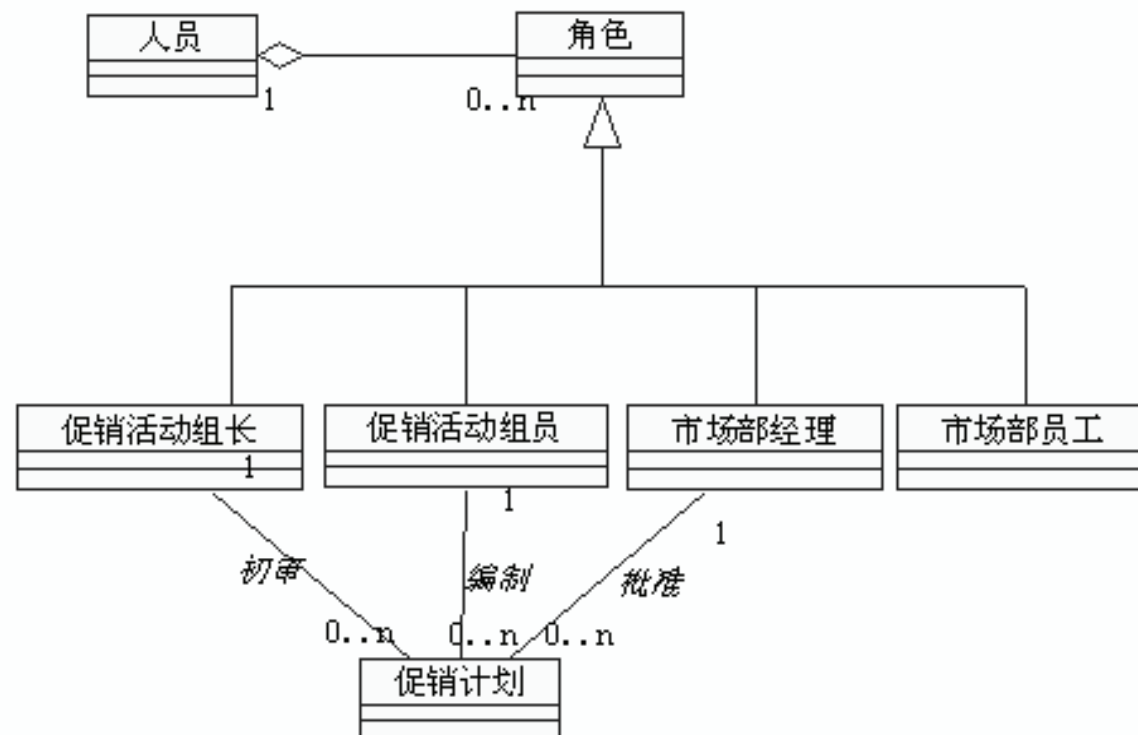 人员
角色
1
0..n
促销活动组长
促销活动组员
市场部经理
市场部员工
1
1
1
初审
编制
批准
0..n
0..n
0..n
促销计划